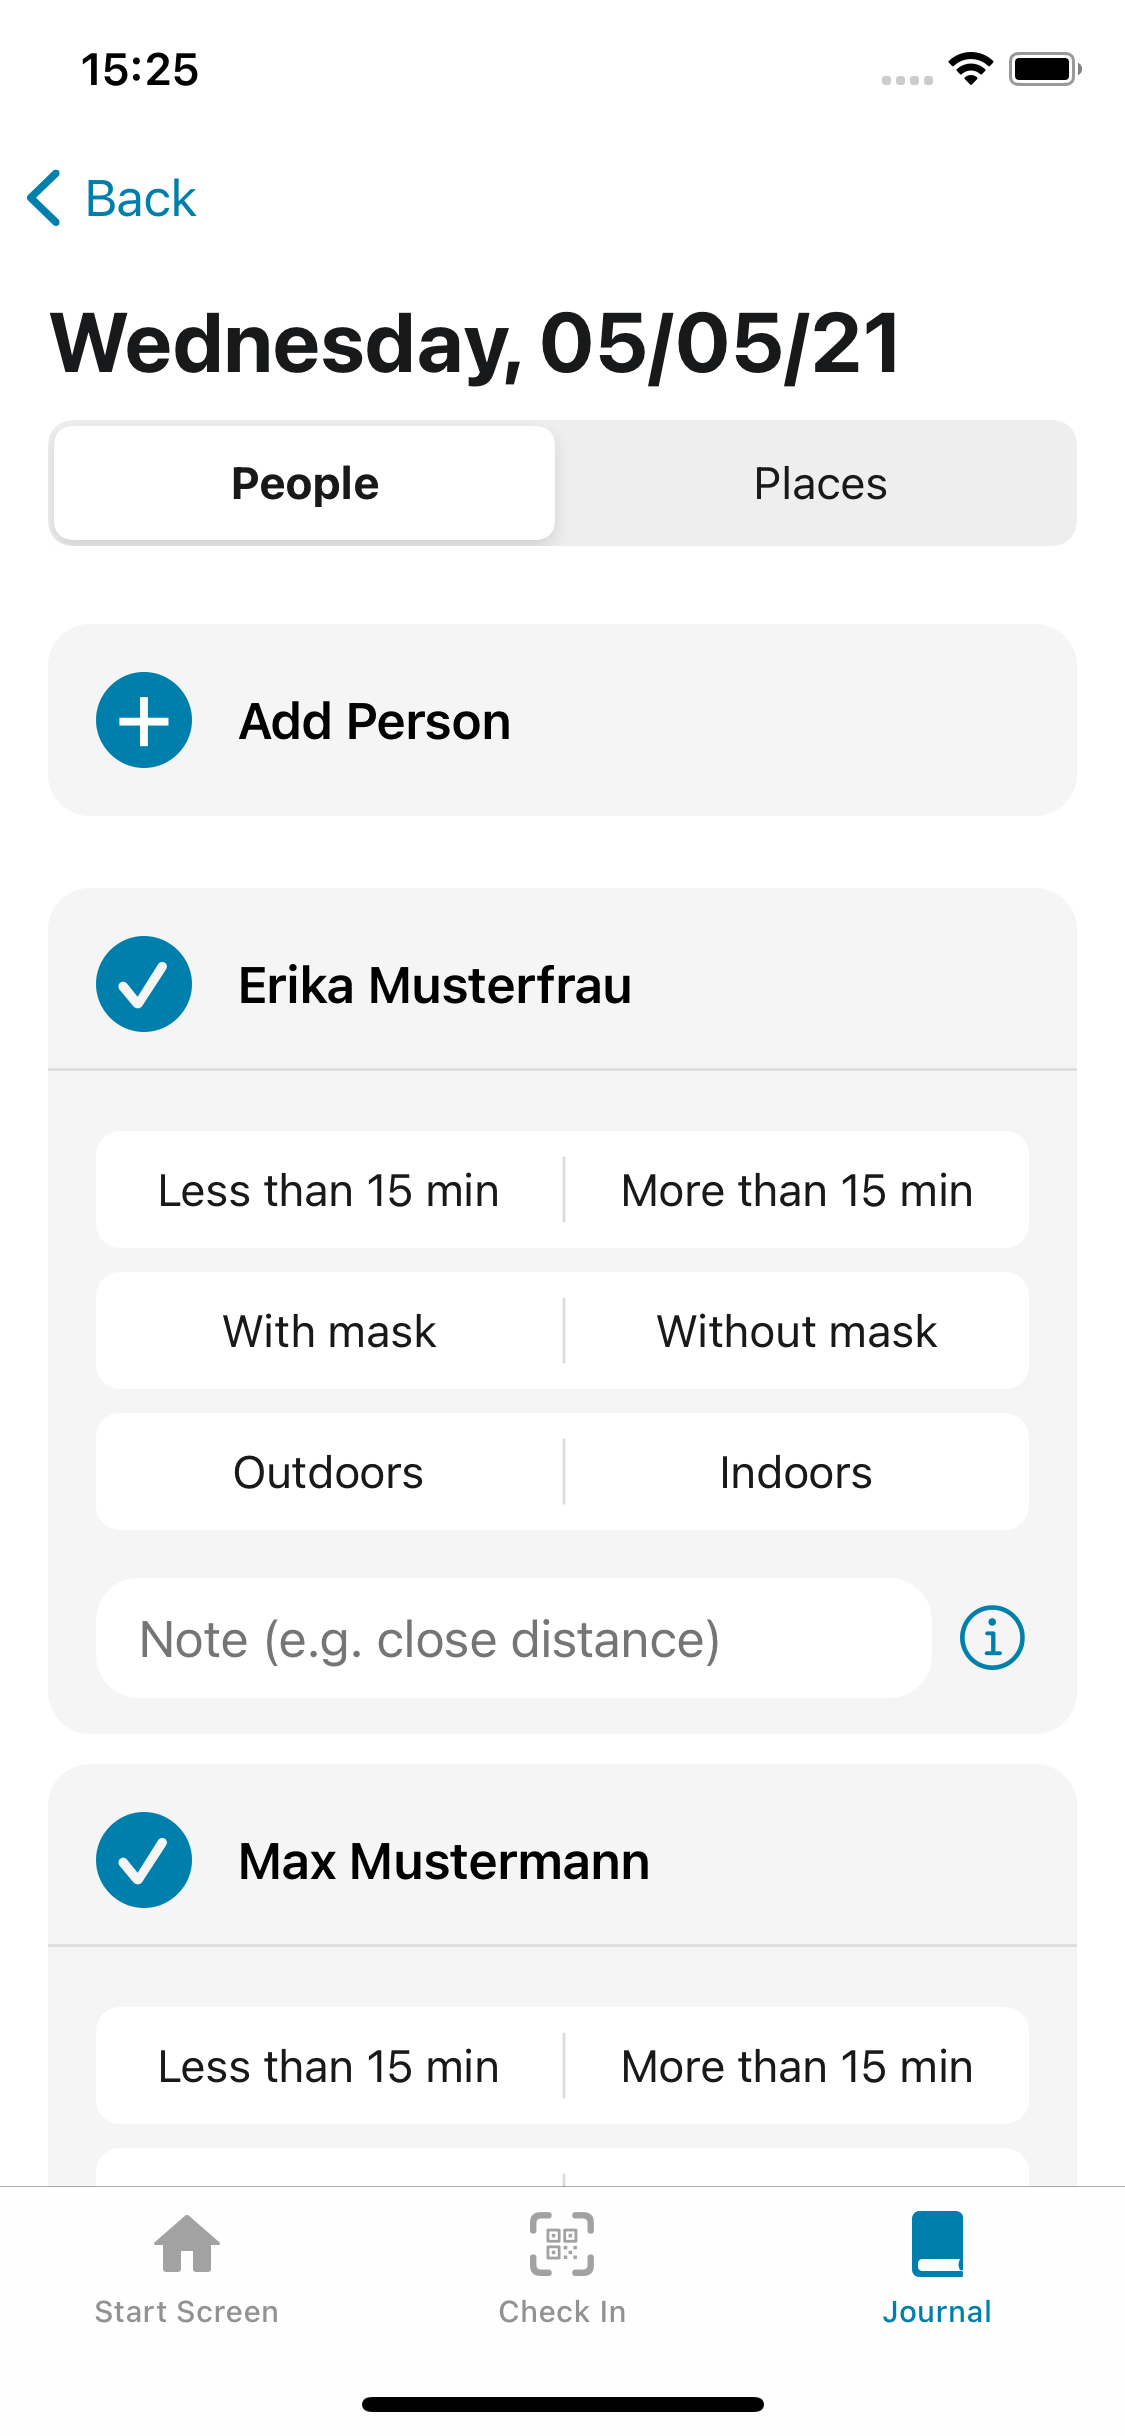 15:25
Back
Wednesday, 05/05/21
People Places
Add Person
Erika Musterfrau
Less than 15 min More than 15 min
With mask Without mask
Outdoors Indoors
Note (e.g. close distance)
Max Mustermann
Less than 15 min More than 15 min
Start Screen Check In Journal